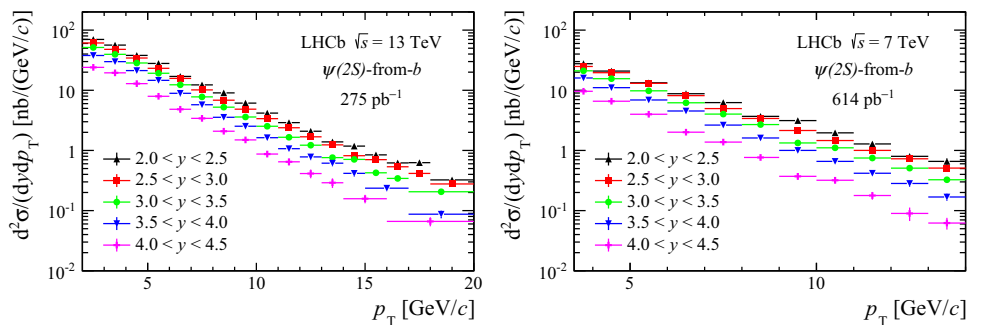 d²σ/(dydp_T) [nb/(GeV/c)]
10²
10
1
10⁻¹
10⁻²
LHCb √s = 13 TeV
ψ(2S)-from-b
275 pb⁻¹
2.0 < y < 2.5
2.5 < y < 3.0
3.0 < y < 3.5
3.5 < y < 4.0
4.0 < y < 4.5
5 10 15 20
p_T [GeV/c]
d²σ/(dydp_T) [nb/(GeV/c)]
10²
10
1
10⁻¹
10⁻²
LHCb √s = 7 TeV
ψ(2S)-from-b
614 pb⁻¹
2.0 < y < 2.5
2.5 < y < 3.0
3.0 < y < 3.5
3.5 < y < 4.0
4.0 < y < 4.5
5 10
p_T [GeV/c]